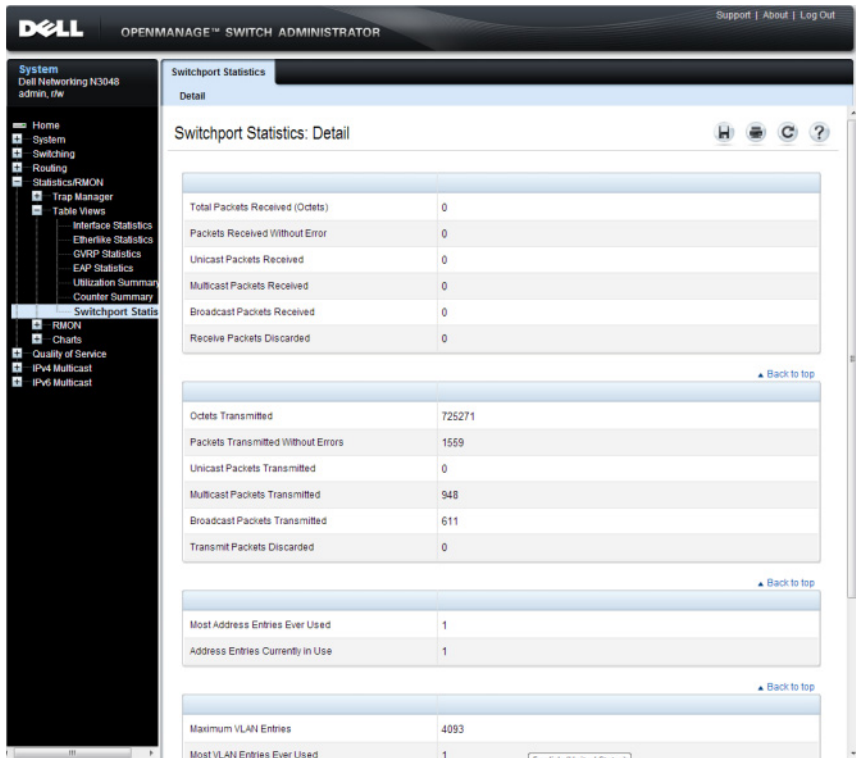 Support | About | Log Out
DELL
OPENMANAGE™ SWITCH ADMINISTRATOR
System
Dell Networking N3048
admin, r/w
Home
System
Switching
Routing
Statistics/RMON
Trap Manager
Table Views
Interface Statistics
Etherlike Statistics
GVRP Statistics
EAP Statistics
Utilization Summary
Counter Summary
Switchport Statis
RMON
Charts
Quality of Service
IPv4 Multicast
IPv6 Multicast
Switchport Statistics
Detail
Switchport Statistics: Detail
Total Packets Received (Octets) 0
Packets Received Without Error 0
Unicast Packets Received 0
Multicast Packets Received 0
Broadcast Packets Received 0
Receive Packets Discarded 0
Back to top
Octets Transmitted 725271
Packets Transmitted Without Errors 1559
Unicast Packets Transmitted 0
Multicast Packets Transmitted 948
Broadcast Packets Transmitted 611
Transmit Packets Discarded 0
Back to top
Most Address Entries Ever Used 1
Address Entries Currently in Use 1
Back to top
Maximum VLAN Entries 4093
Most VLAN Entries Ever Used 1